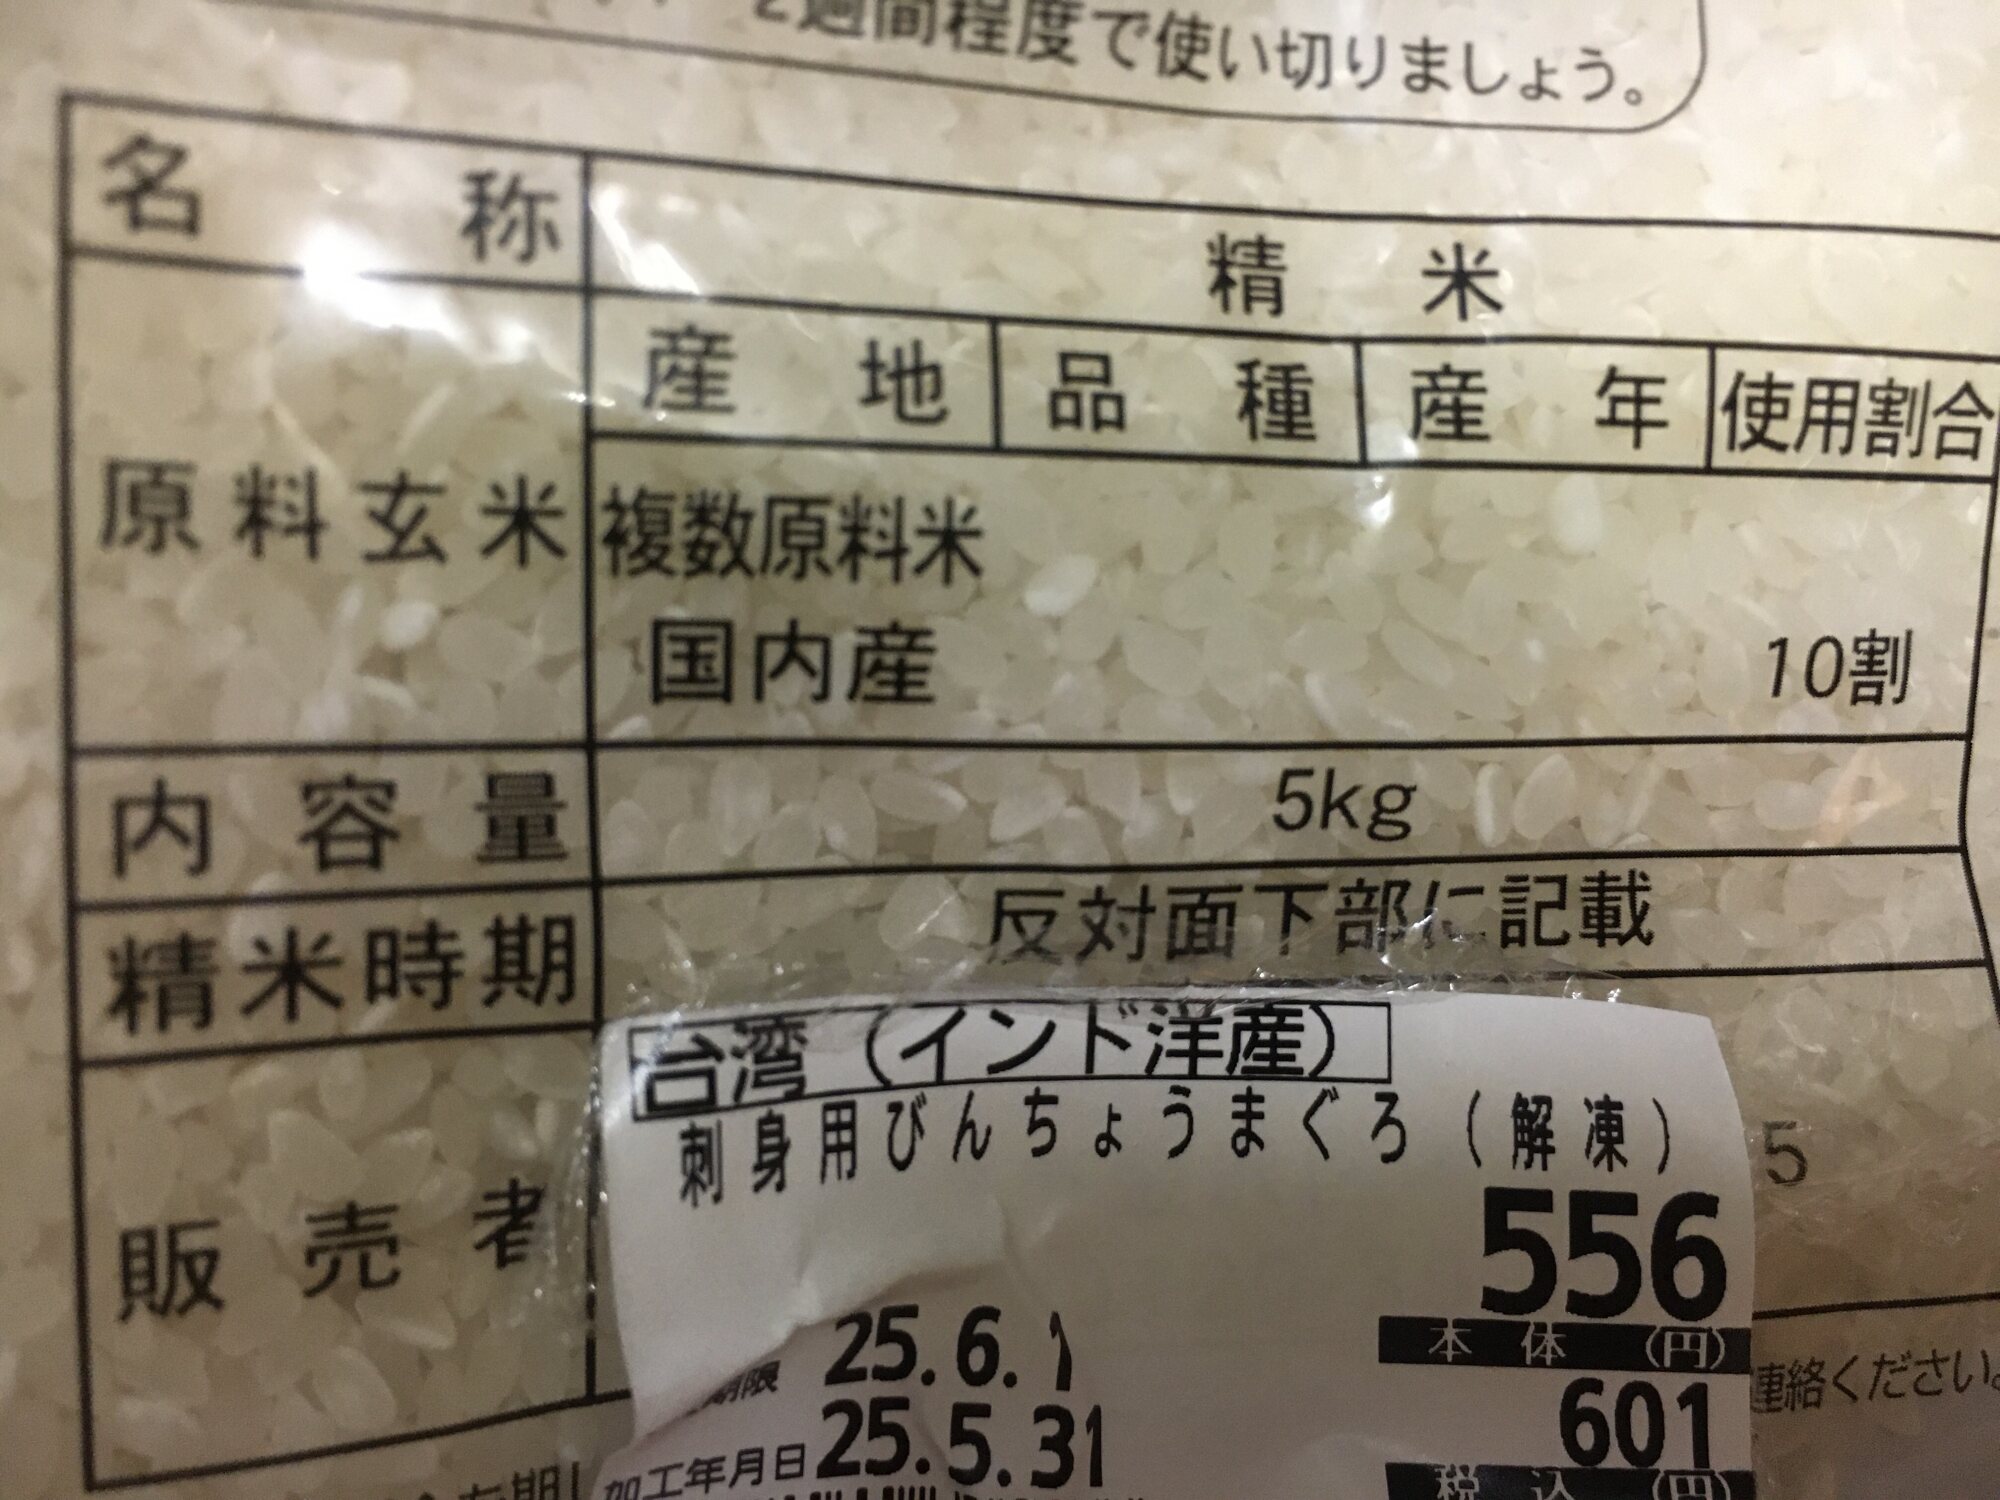 2週間程度で使い切りましょう。
名称 精米
産地 品種 産年 使用割合
原料玄米 複数原料米
国内産 10割
内容量 5kg
精米時期 反対面下部に記載
販売者
台湾（インド洋産）
刺身用びんちょうまぐろ（解凍）
5
556
本体（円）
期限 25.6.1
連絡ください。
601
加工年月日 25.5.31
税込（円）